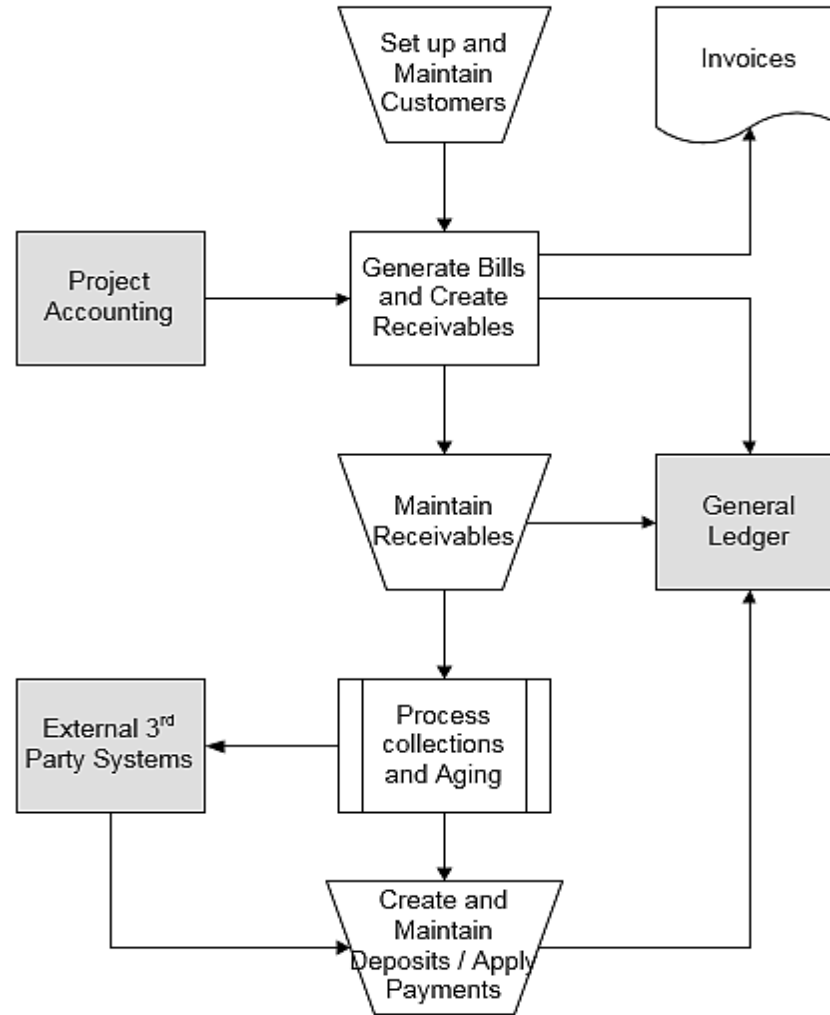 Set up and
Maintain
Customers
Invoices
Project
Accounting
Generate Bills
and Create
Receivables
Maintain
Receivables
General
Ledger
External 3rd
Party Systems
Process
collections
and Aging
Create and
Maintain
Deposits / Apply
Payments